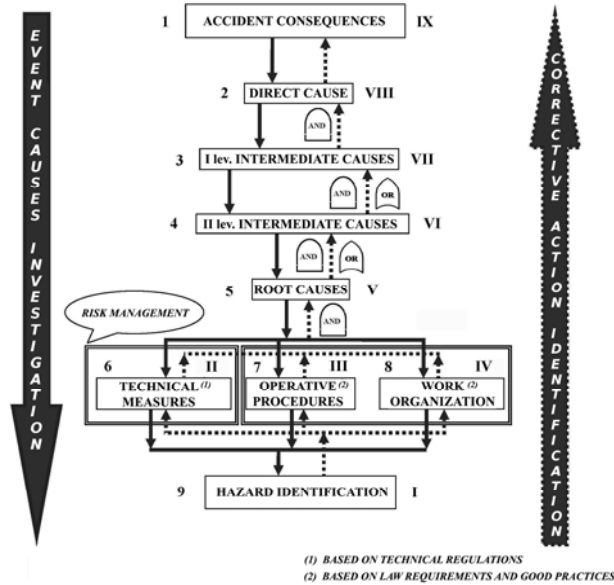 1 ACCIDENT CONSEQUENCES IX
2 DIRECT CAUSE VIII
AND
3 I lev. INTERMEDIATE CAUSES VII
AND OR
4 II lev. INTERMEDIATE CAUSES VI
AND OR
5 ROOT CAUSES V
AND
RISK MANAGEMENT
6 II
TECHNICAL (1)
MEASURES
7 III
OPERATIVE (2)
PROCEDURES
8 IV
WORK (2)
ORGANIZATION
9 HAZARD IDENTIFICATION I
EVENT CAUSES INVESTIGATION
CORRECTIVE ACTION IDENTIFICATION
(1) BASED ON TECHNICAL REGULATIONS
(2) BASED ON LAW REQUIREMENTS AND GOOD PRACTICES